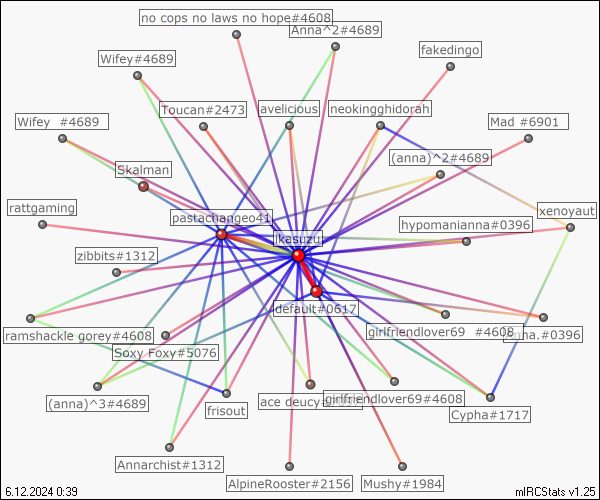 no cops no laws no hope#4608
Anna^2#4689
fakedingo
Wifey#4689
Toucan#2473
lavelicious
neokingghidorah
Wifey  #4689
Mad #6901
(anna)^2#4689
Skalman
rattgaming
pastachangeo41
xenoyaut
hypomanianna#0396
ikasuzu
zibbits#1312
default#0617
ramshackle gorey#4608
girlfriendlover69  #4608
#0396
Soxy Foxy#5076
(anna)^3#4689
frisout
ace deucy
girlfriendlover69#4608
Cypha#1717
Annarchist#1312
AlpineRooster#2156
Mushy#1984
6.12.2024 0:39
mIRCStats v1.25